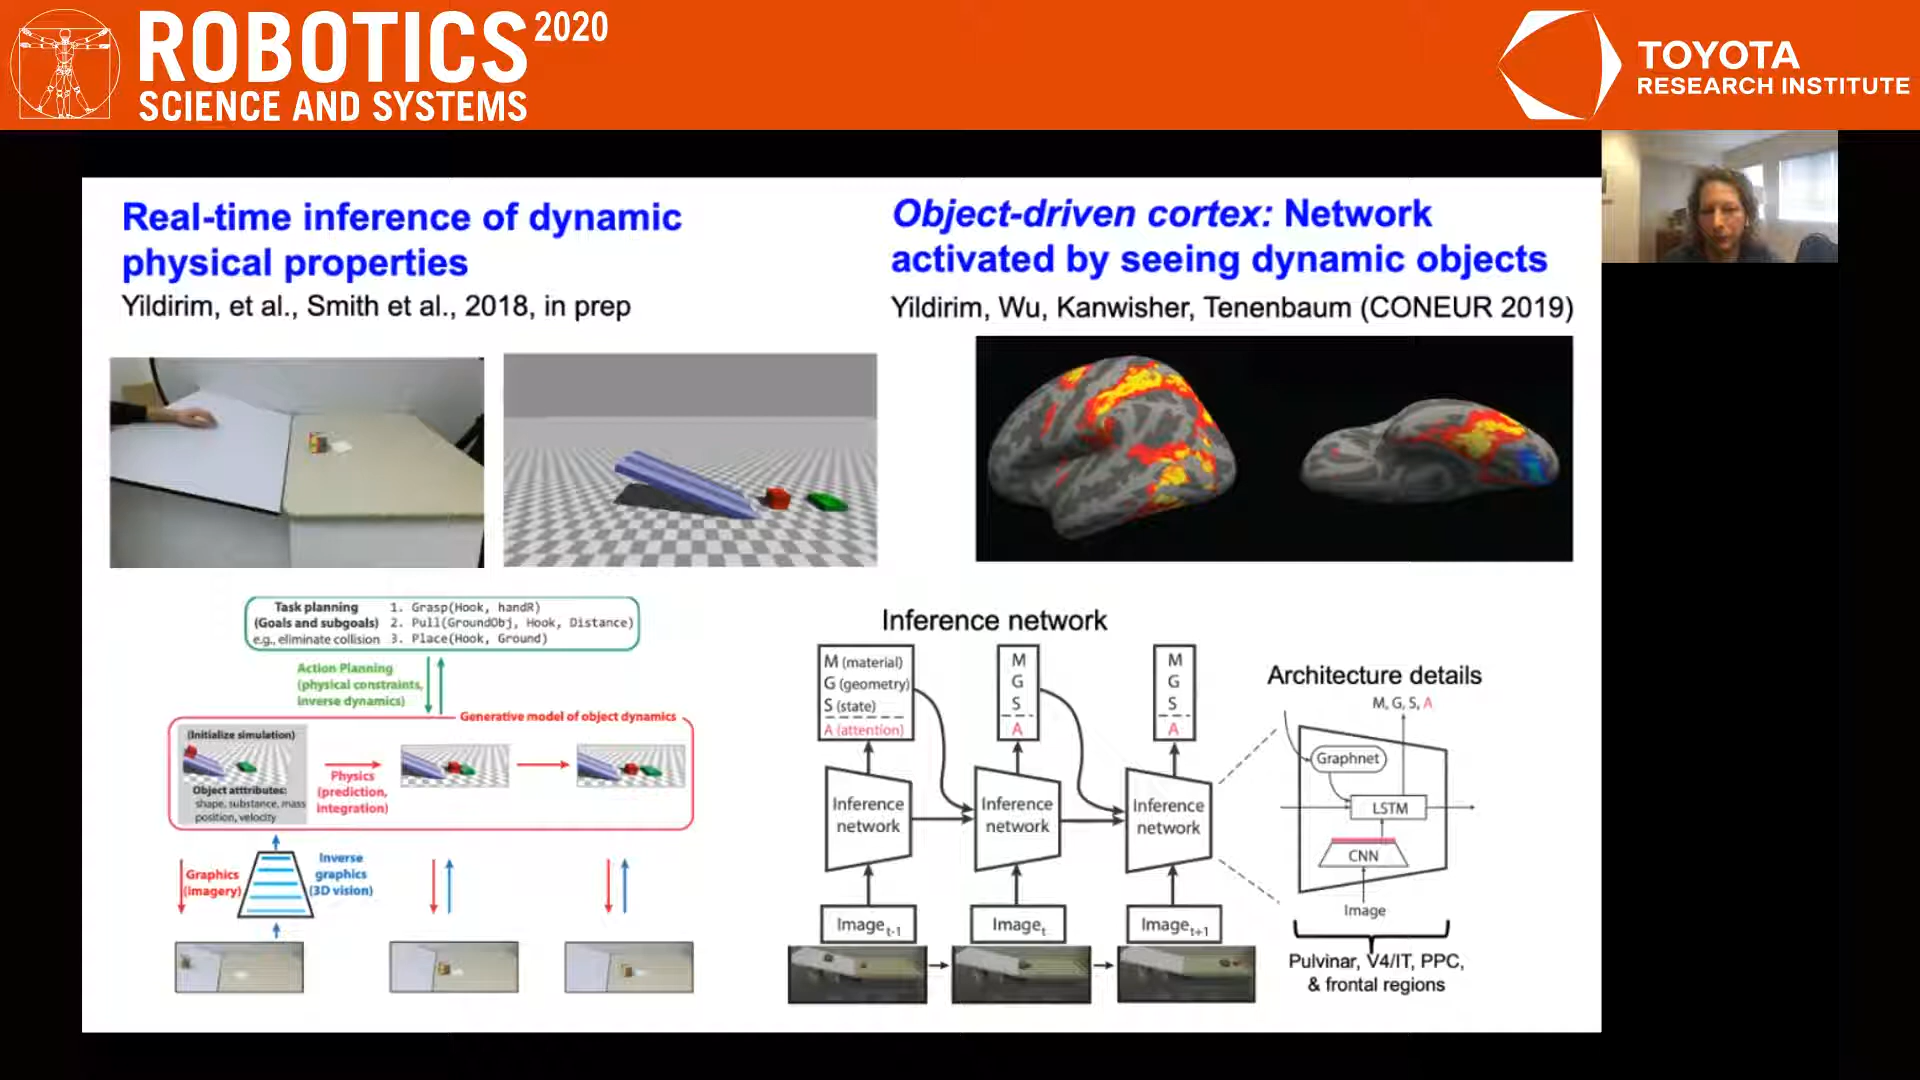 ROBOTICS 2020
SCIENCE AND SYSTEMS
TOYOTA
RESEARCH INSTITUTE
Real-time inference of dynamic
physical properties
Yildirim, et al., Smith et al., 2018, in prep
Object-driven cortex: Network
activated by seeing dynamic objects
Yildirim, Wu, Kanwisher, Tenenbaum (CONEUR 2019)
Task planning
(Goals and subgoals)
e.g., eliminate collision
1. Grasp(Hook, handR)
2. Pull(GroundObj, Hook, Distance)
3. Place(Hook, Ground)
Action Planning
(physical constraints,
inverse dynamics)
Generative model of object dynamics
(Initialize simulation)
Object atttributes:
shape, substance, mass
position, velocity
Physics
(prediction,
integration)
Graphics
(imagery)
Inverse
graphics
(3D vision)
Inference network
M (material)
G (geometry)
S (state)
A (attention)
M
G
S
A
M
G
S
A
Inference
network
Inference
network
Inference
network
Image t-1
Image t
Image t+1
Architecture details
M, G, S, A
Graphnet
LSTM
CNN
Image
Pulvinar, V4/IT, PPC,
& frontal regions